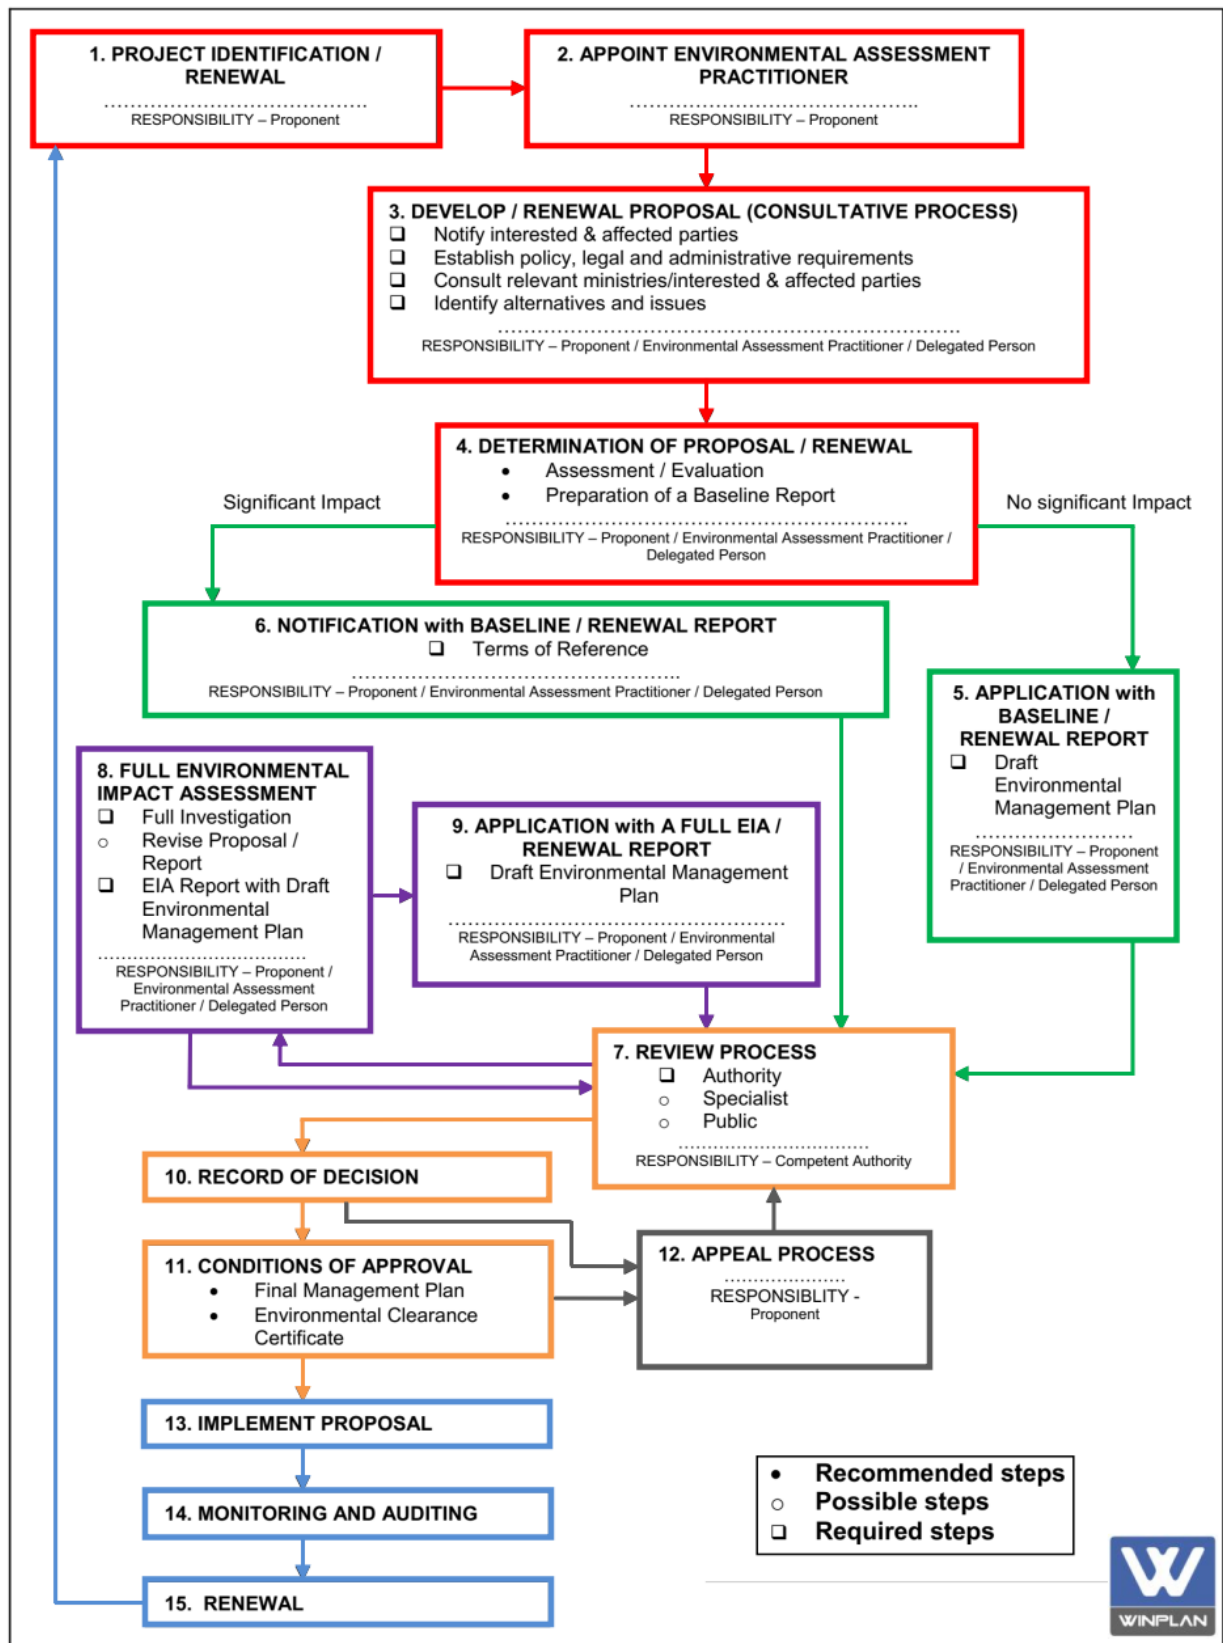 1. PROJECT IDENTIFICATION /
RENEWAL
........................................
RESPONSIBILITY – Proponent
2. APPOINT ENVIRONMENTAL ASSESSMENT
PRACTITIONER
............................................
RESPONSIBILITY – Proponent
3. DEVELOP / RENEWAL PROPOSAL (CONSULTATIVE PROCESS)
❑ Notify interested & affected parties
❑ Establish policy, legal and administrative requirements
❑ Consult relevant ministries/interested & affected parties
❑ Identify alternatives and issues
......................................................................
RESPONSIBILITY – Proponent / Environmental Assessment Practitioner / Delegated Person
4. DETERMINATION OF PROPOSAL / RENEWAL
• Assessment / Evaluation
• Preparation of a Baseline Report
.............................................................
RESPONSIBILITY – Proponent / Environmental Assessment Practitioner /
Delegated Person
Significant Impact
No significant Impact
6. NOTIFICATION with BASELINE / RENEWAL REPORT
❑ Terms of Reference
..................................................
RESPONSIBILITY – Proponent / Environmental Assessment Practitioner / Delegated Person
5. APPLICATION with
BASELINE /
RENEWAL REPORT
❑ Draft
Environmental
Management Plan
........................
RESPONSIBILITY – Proponent
/ Environmental Assessment
Practitioner / Delegated Person
8. FULL ENVIRONMENTAL
IMPACT ASSESSMENT
❑ Full Investigation
○ Revise Proposal /
Report
❑ EIA Report with Draft
Environmental
Management Plan
................................
RESPONSIBILITY – Proponent /
Environmental Assessment
Practitioner / Delegated Person
9. APPLICATION with A FULL EIA /
RENEWAL REPORT
❑ Draft Environmental Management
Plan
...................................................
RESPONSIBILITY – Proponent / Environmental
Assessment Practitioner / Delegated Person
7. REVIEW PROCESS
❑ Authority
○ Specialist
○ Public
.............................
RESPONSIBILITY – Competent Authority
10. RECORD OF DECISION
11. CONDITIONS OF APPROVAL
• Final Management Plan
• Environmental Clearance
Certificate
12. APPEAL PROCESS
.....................
RESPONSIBLITY -
Proponent
13. IMPLEMENT PROPOSAL
14. MONITORING AND AUDITING
15. RENEWAL
• Recommended steps
○ Possible steps
❑ Required steps
W
WINPLAN